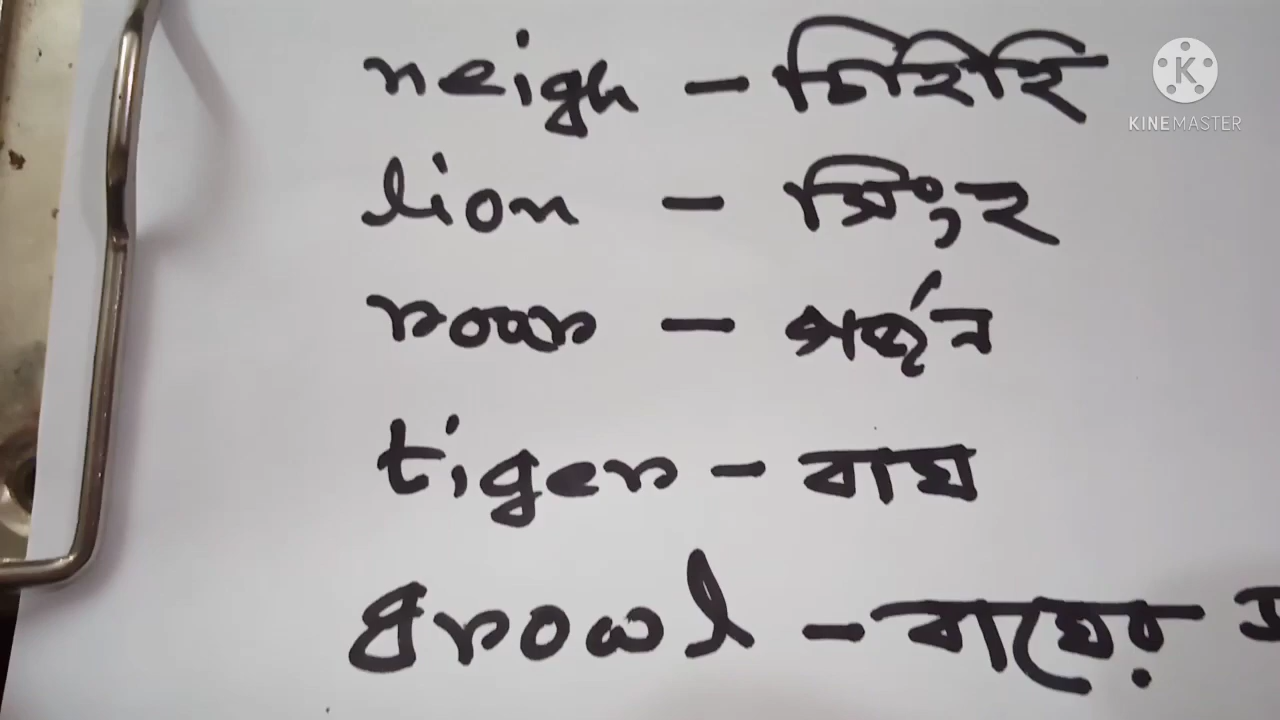 neigh - চিঁহিহি
KINEMASTER
lion - সিংহ
roar - গর্জন
tiger - বাঘ
growl - বাঘের